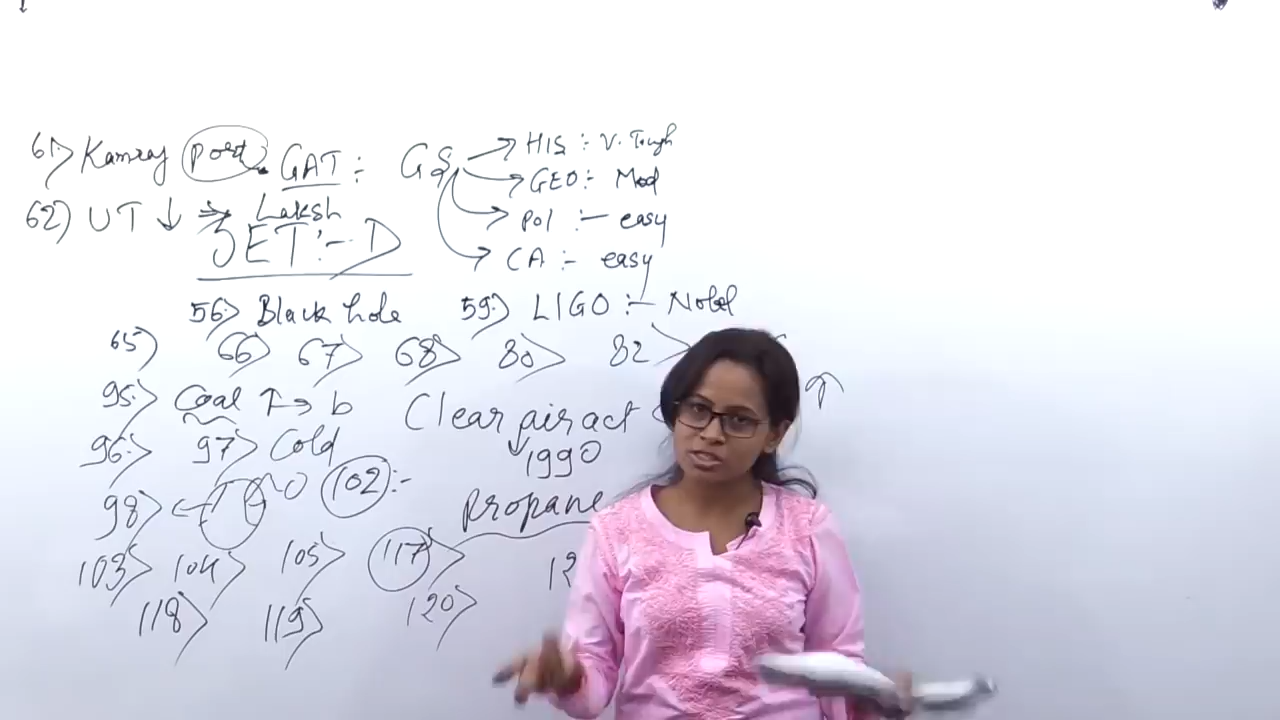 61> Kamraj port. GAT : GS HIS :- V. Tough
GEO :- Mod
62) UT ↓ → Laksh Pol :- easy
SET :- D CA :- easy
56> Black hole 59> LIGO :- Nobel
65) 66> 67> 68> 80> 82>
95> Coal ↑ → b Clear air act
96> 97> Cold 1990
98> 102 :- Propane
103> 104> 105> 117>
118> 119> 120>